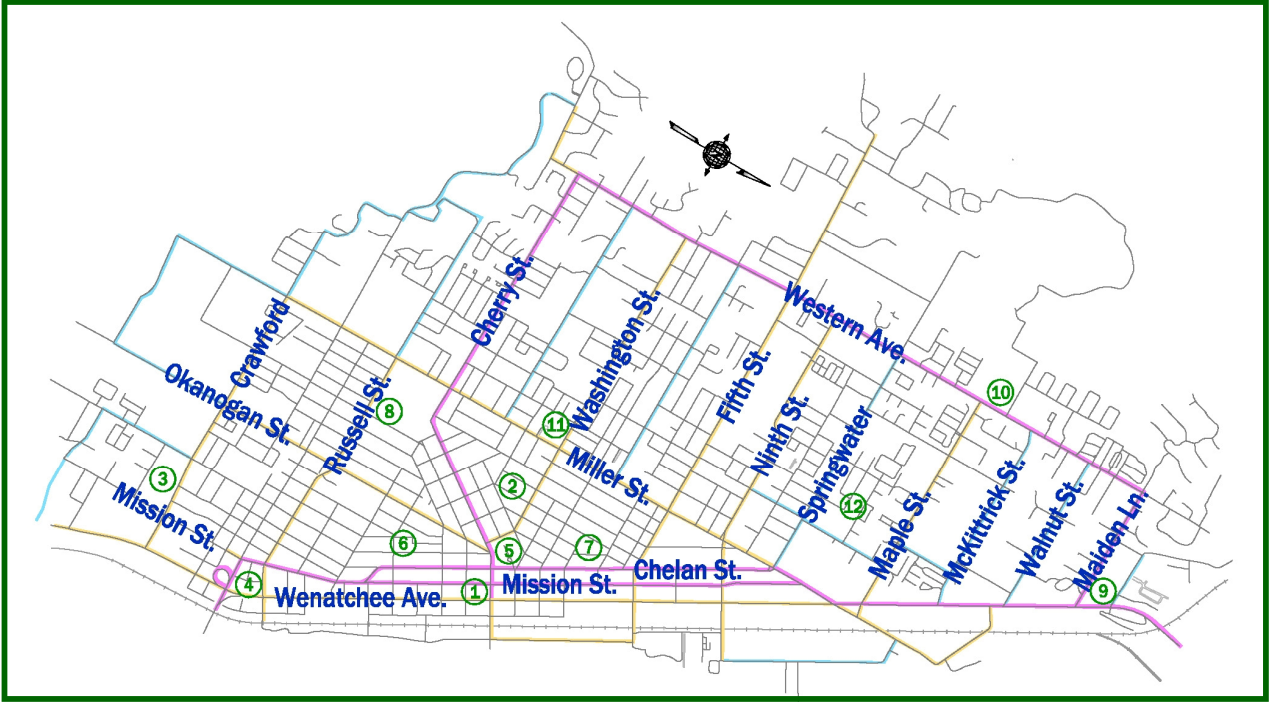 Western Ave.
Cherry St.
Washington St.
Crawford
Okanogan St.
Russell St.
8
11
Fifth St.
10
Ninth St.
Miller St.
Springwater
3
Mission St.
2
12
Maple St.
McKittrick St.
Walnut St.
Maiden Ln.
6
5
7
Chelan St.
4
Wenatchee Ave.
1
Mission St.
9